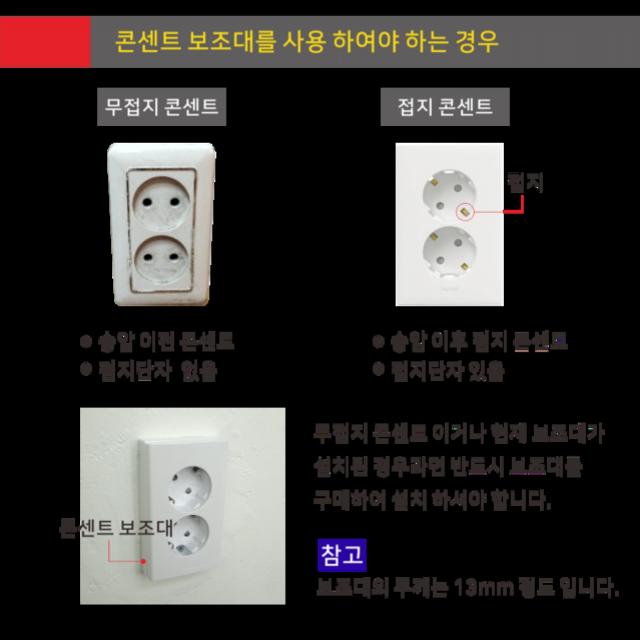 콘센트 보조대를 사용 하여야 하는 경우
무접지 콘센트
접지 콘센트
접지
● 승압 이전 콘센트
● 접지단자 없음
● 승압 이후 접지 콘센트
● 접지단자 있음
무접지 콘센트 이거나 현재 보조대가
설치된 경우라면 반드시 보조대를
구매하여 설치 하셔야 합니다.
콘센트 보조대
참고
보조대의 두께는 13mm 정도 입니다.